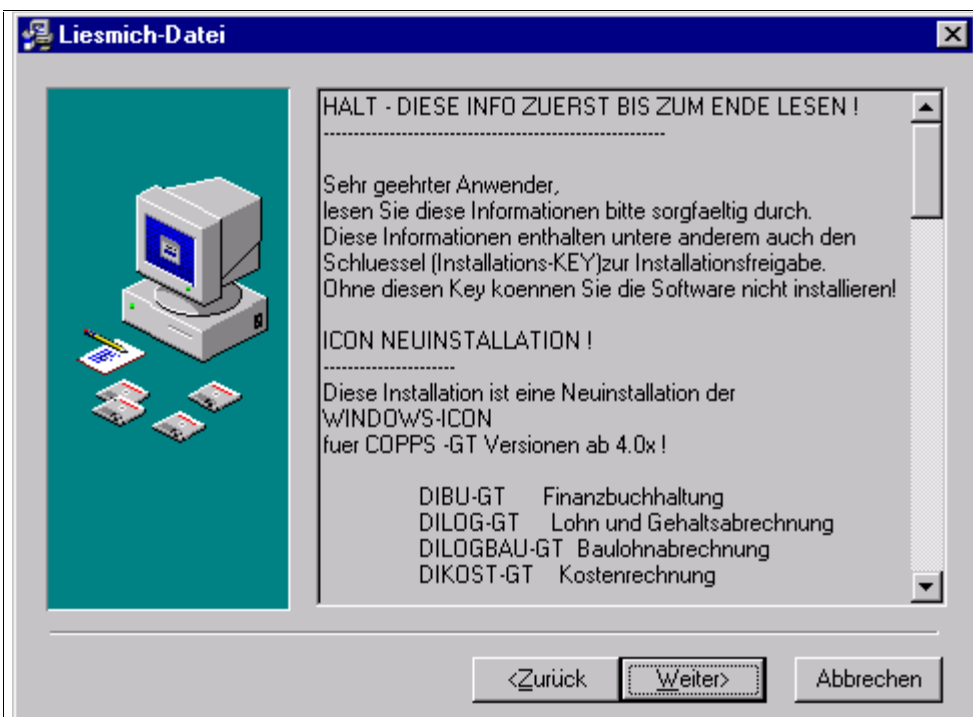 Liesmich-Datei
HALT - DIESE INFO ZUERST BIS ZUM ENDE LESEN !
---------------------------------------------------------
Sehr geehrter Anwender,
lesen Sie diese Informationen bitte sorgfaeltig durch.
Diese Informationen enthalten untere anderem auch den
Schluessel (Installations-KEY)zur Installationsfreigabe.
Ohne diesen Key koennen Sie die Software nicht installieren!
ICON NEUINSTALLATION !
----------------------
Diese Installation ist eine Neuinstallation der
WINDOWS-ICON
fuer COPPS -GT Versionen ab 4.0x !
DIBU-GT Finanzbuchhaltung
DILOG-GT Lohn und Gehaltsabrechnung
DILOGBAU-GT Baulohnabrechnung
DIKOST-GT Kostenrechnung
<Zurück Weiter> Abbrechen